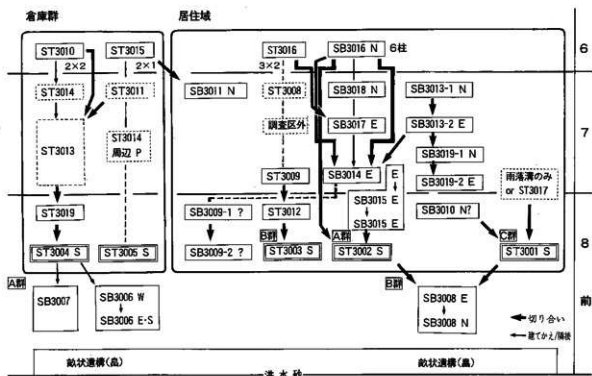 倉庫群
居住域
ST3010
ST3015
ST3016
SB3016 N
6柱
6
2×2
2×1
3×2
ST3014
ST3011
SB3011 N
ST3008
SB3018 N
SB3013-1 N
調査区外
SB3017 E
SB3013-2 E
7
ST3013
ST3014
周辺 P
SB3019-1 N
雨落溝のみ
or ST3017
ST3009
SB3014 E
E
E
SB3019-2 E
ST3019
SB3009-1 ?
ST3012
SB3015 E
SB3015 E
SB3010 N?
B群
A群
C群
8
ST3004 S
ST3005 S
SB3009-2 ?
ST3003 S
ST3002 S
ST3001 S
A群
B群
SB3007
SB3006 W
SB3006 E-S
SB3008 E
SB3008 N
前
切り合い
建てかえ/隣接
畝状遺構(畠)
畝状遺構(畠)
洪水砂